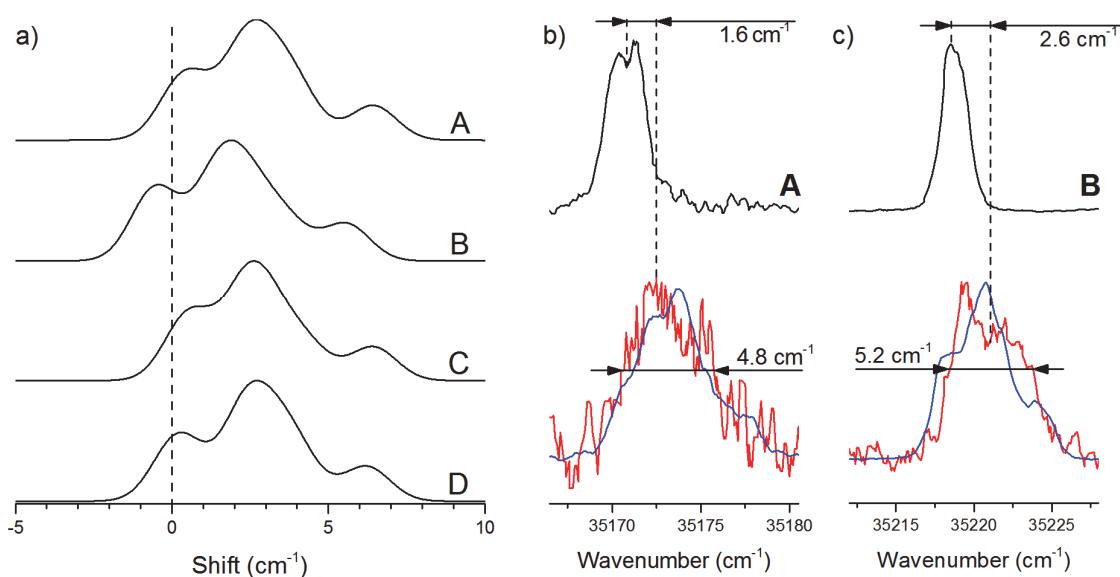 a)
A
B
C
D
-5 0 5 10
Shift (cm⁻¹)
b)
1.6 cm⁻¹
A
4.8 cm⁻¹
35170 35175 35180
Wavenumber (cm⁻¹)
c)
2.6 cm⁻¹
B
5.2 cm⁻¹
35215 35220 35225
Wavenumber (cm⁻¹)